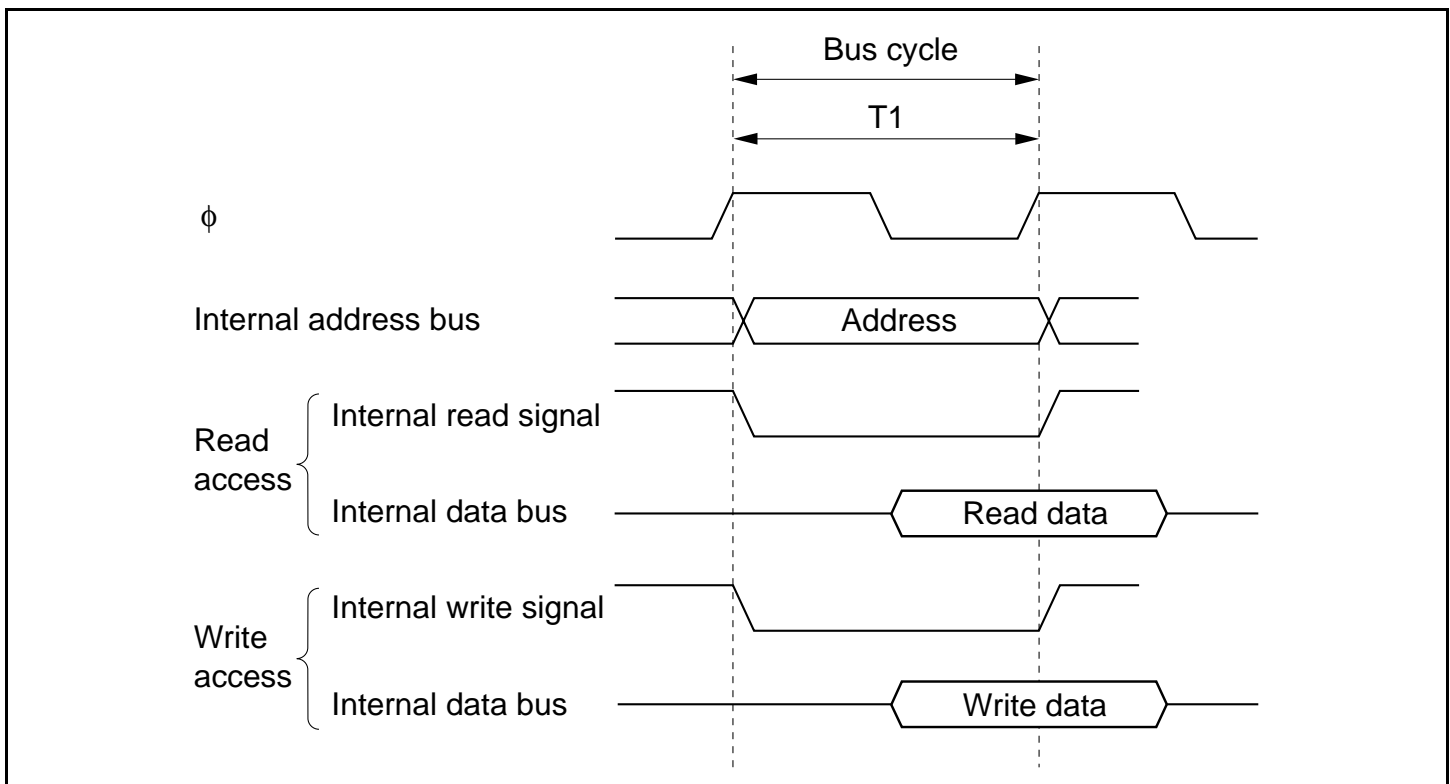 Bus cycle
T1
φ
Internal address bus
Address
Read
access
Internal read signal
Internal data bus
Read data
Write
access
Internal write signal
Internal data bus
Write data